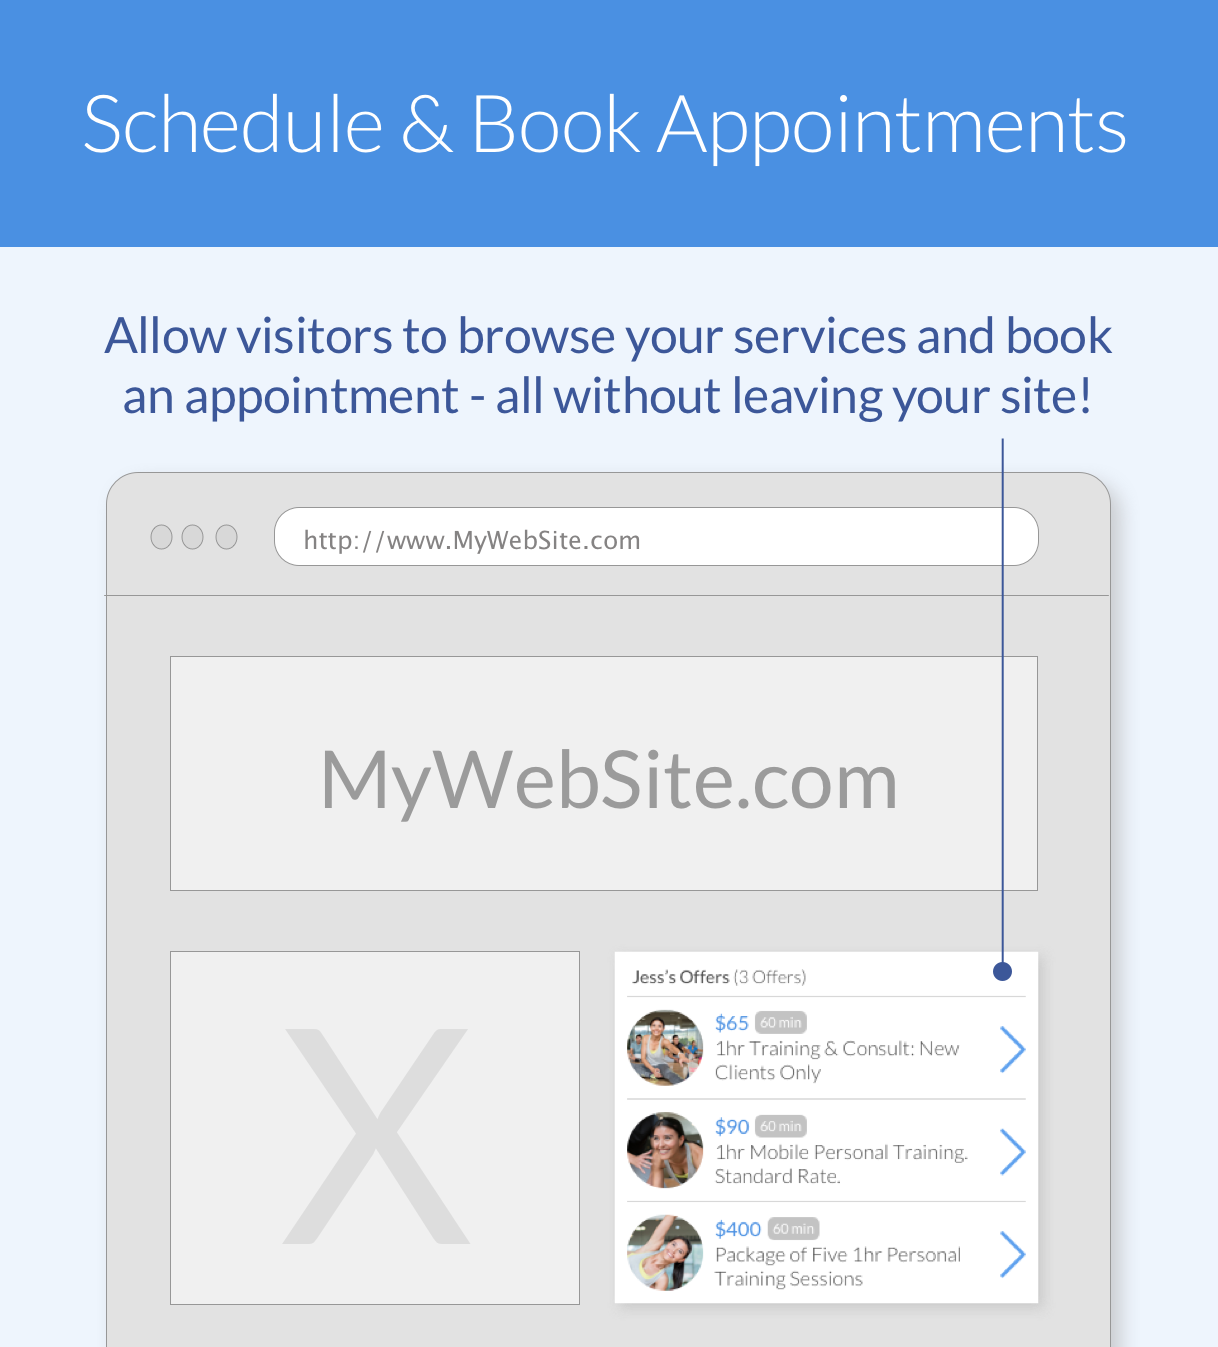 Schedule & Book Appointments
Allow visitors to browse your services and book
an appointment - all without leaving your site!
http://www.MyWebSite.com
MyWebSite.com
X
Jess's Offers (3 Offers)
$65 60 min
1hr Training & Consult: New
Clients Only
$90 60 min
1hr Mobile Personal Training.
Standard Rate.
$400 60 min
Package of Five 1hr Personal
Training Sessions